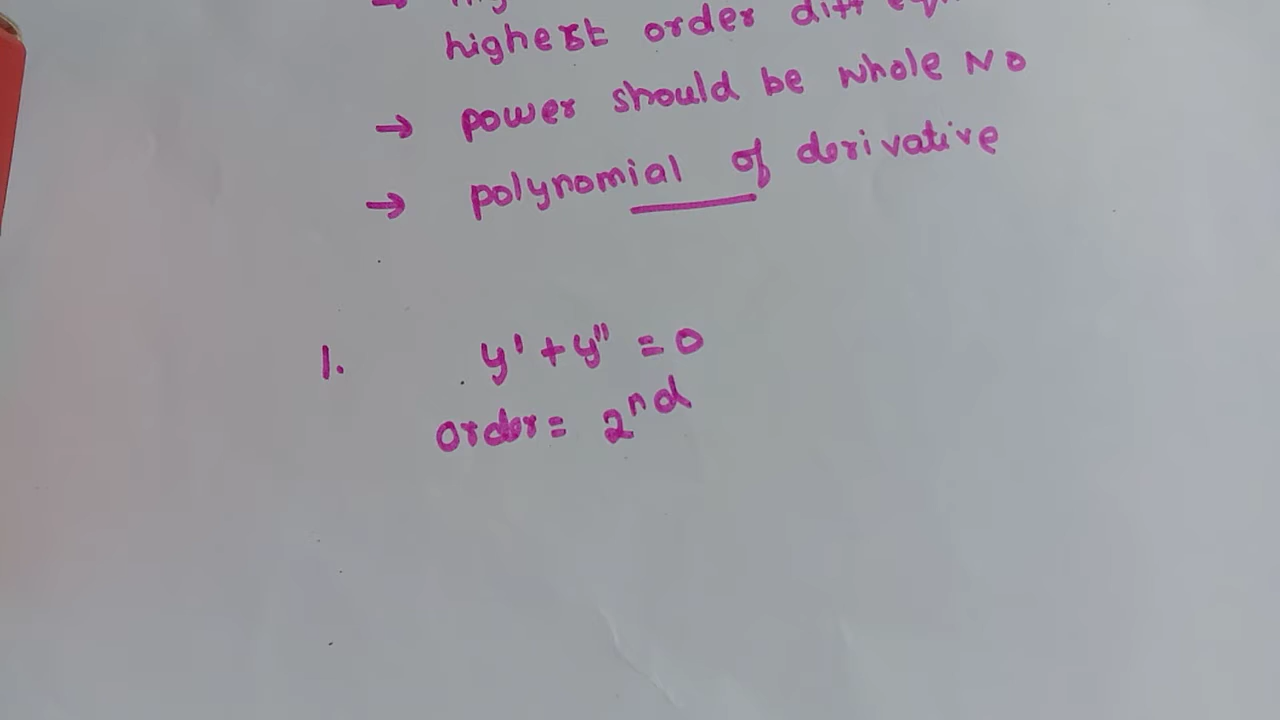 highest order diff
→ power should be whole No
→ polynomial of derivative
1. y' + y'' = 0
order = 2nd